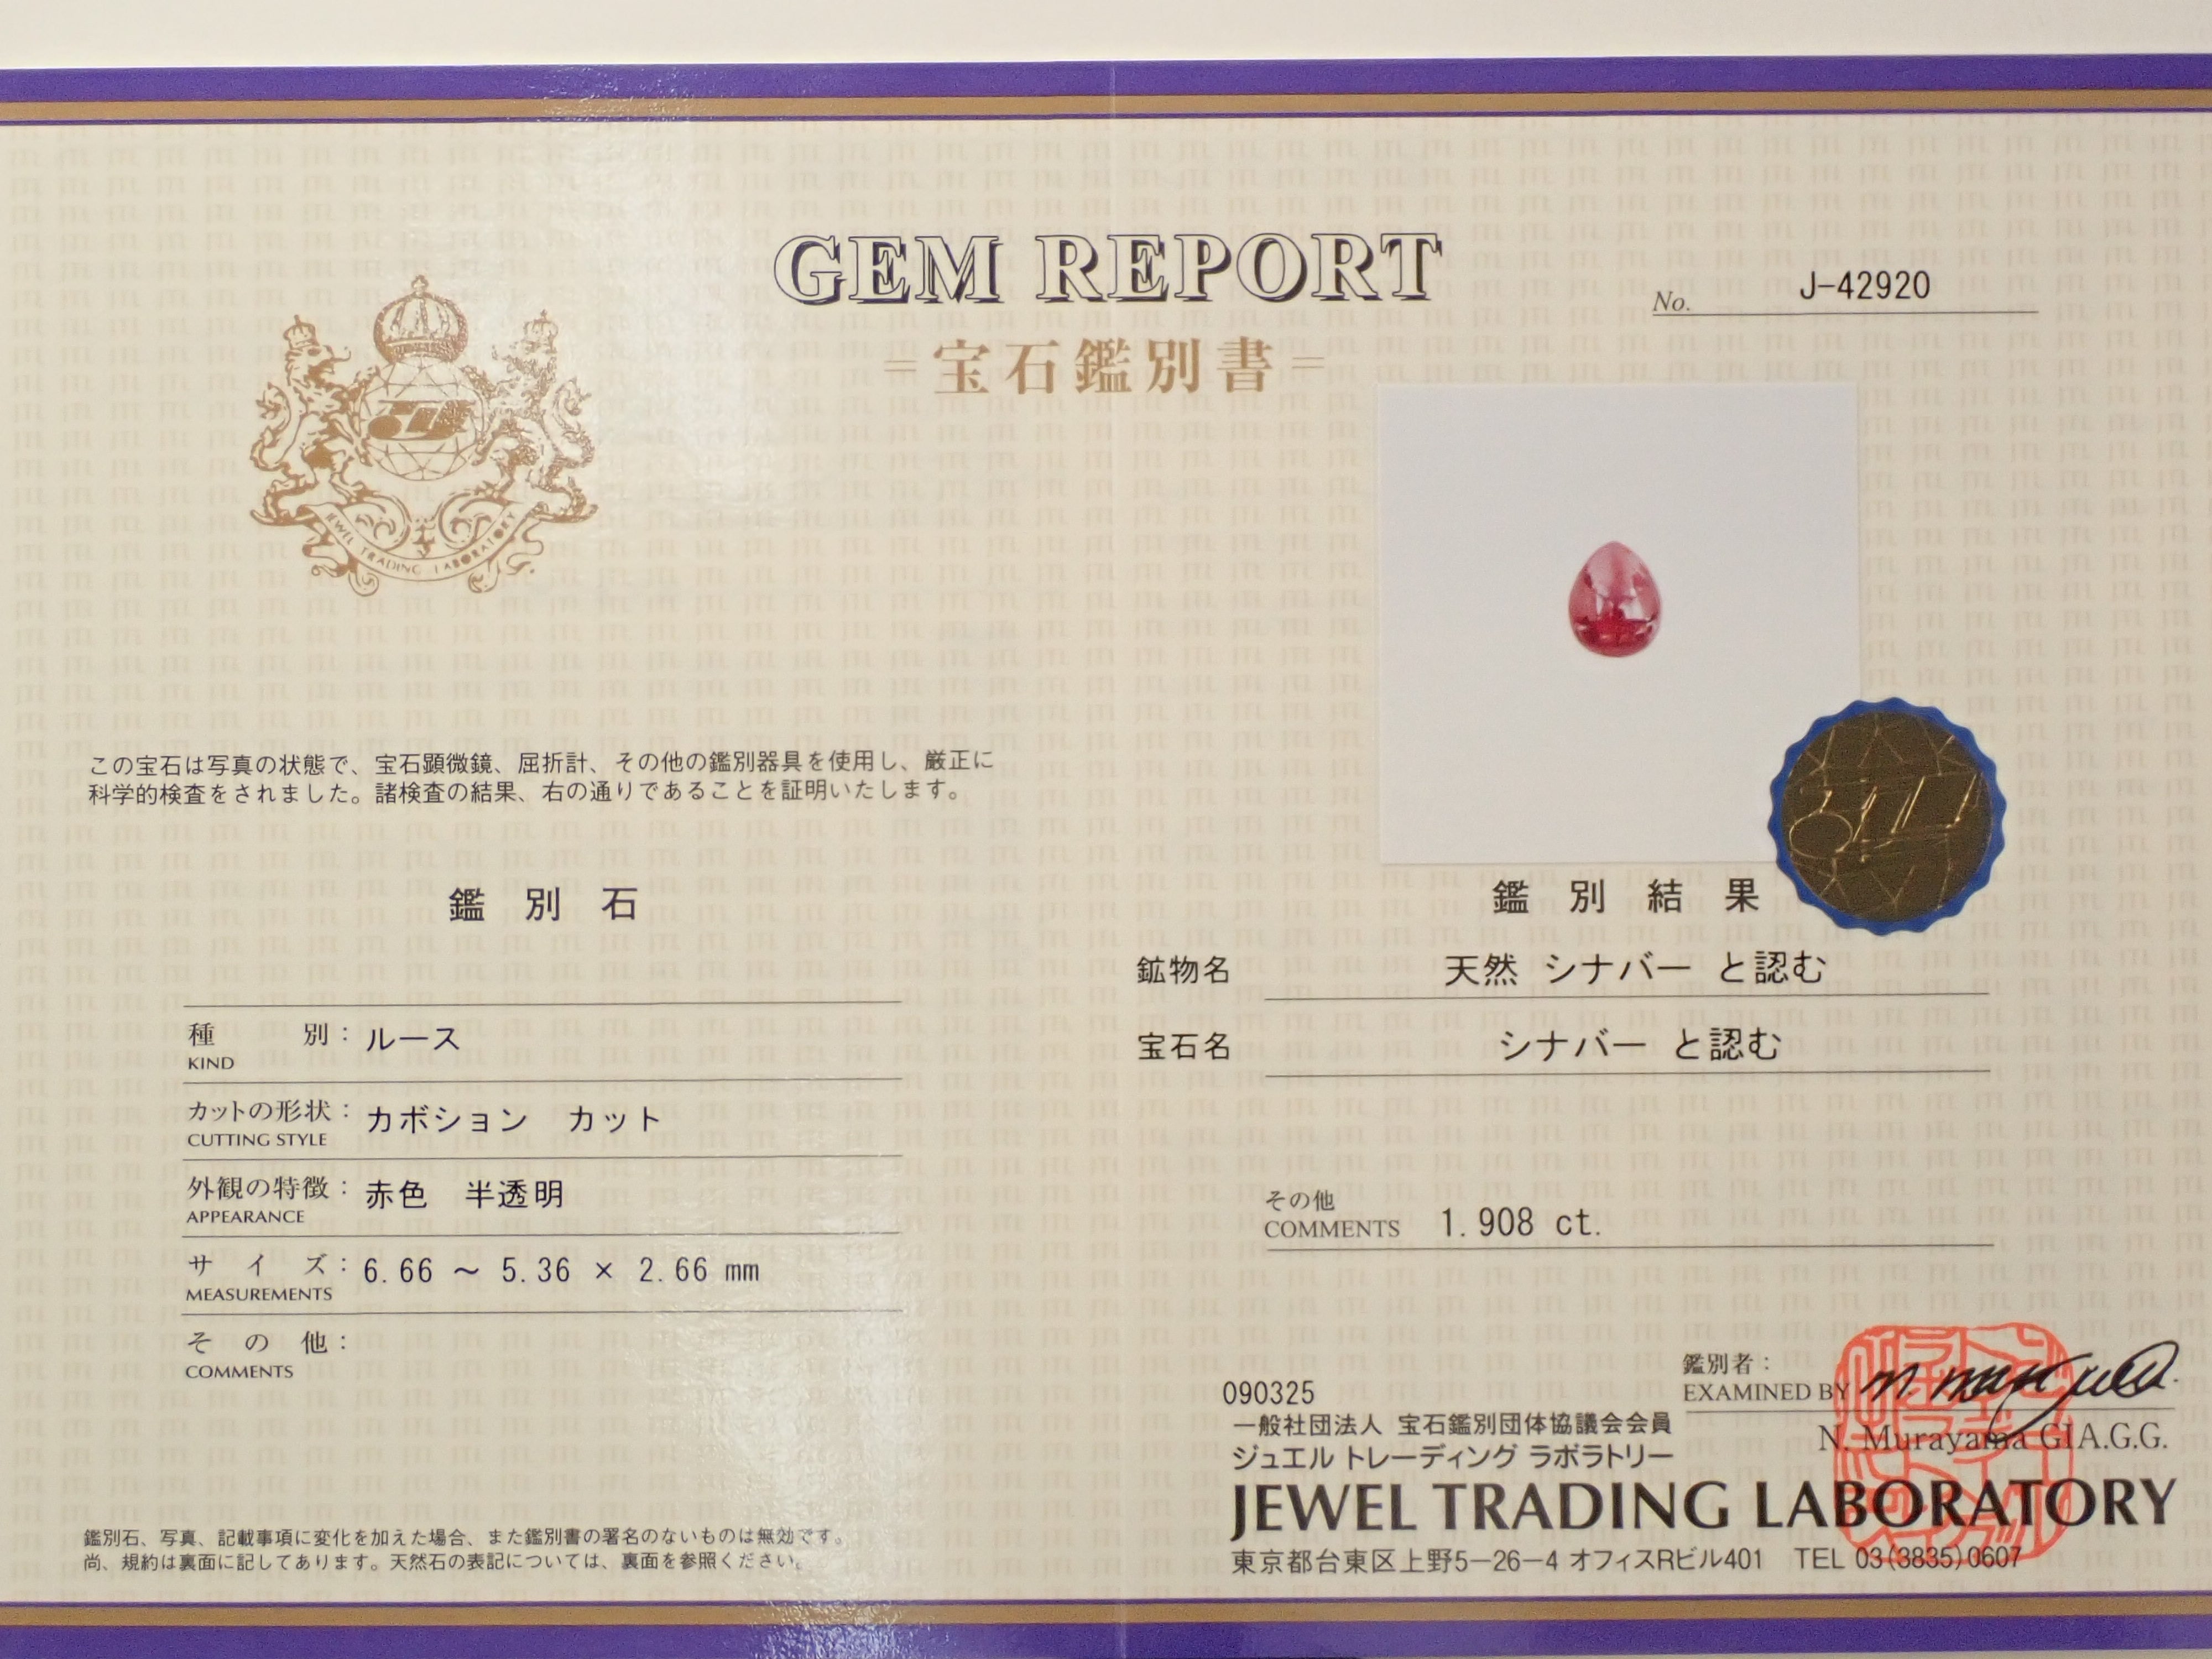 GEM REPORT
No. J-42920
=宝石鑑別書=
JEWEL TRADING LABORATORY
この宝石は写真の状態で、宝石顕微鏡、屈折計、その他の鑑別器具を使用し、厳正に
科学的検査をされました。諸検査の結果、右の通りであることを証明いたします。
鑑別石
種別: ルース
KIND
カットの形状: カボション カット
CUTTING STYLE
外観の特徴: 赤色 半透明
APPEARANCE
サイズ: 6.66 ～ 5.36 × 2.66 mm
MEASUREMENTS
その他:
COMMENTS
鑑別石、写真、記載事項に変化を加えた場合、また鑑別書の署名のないものは無効です。
尚、規約は裏面に記してあります。天然石の表記については、裏面を参照ください。
鑑別結果
鉱物名 天然 シナバー と認む
宝石名 シナバー と認む
その他
COMMENTS 1.908 ct.
鑑別者:
EXAMINED BY
N. Murayama GIA.G.G.
090325
一般社団法人 宝石鑑別団体協議会会員
ジュエル トレーディング ラボラトリー
JEWEL TRADING LABORATORY
東京都台東区上野5-26-4 オフィスRビル401 TEL 03(3835)0607